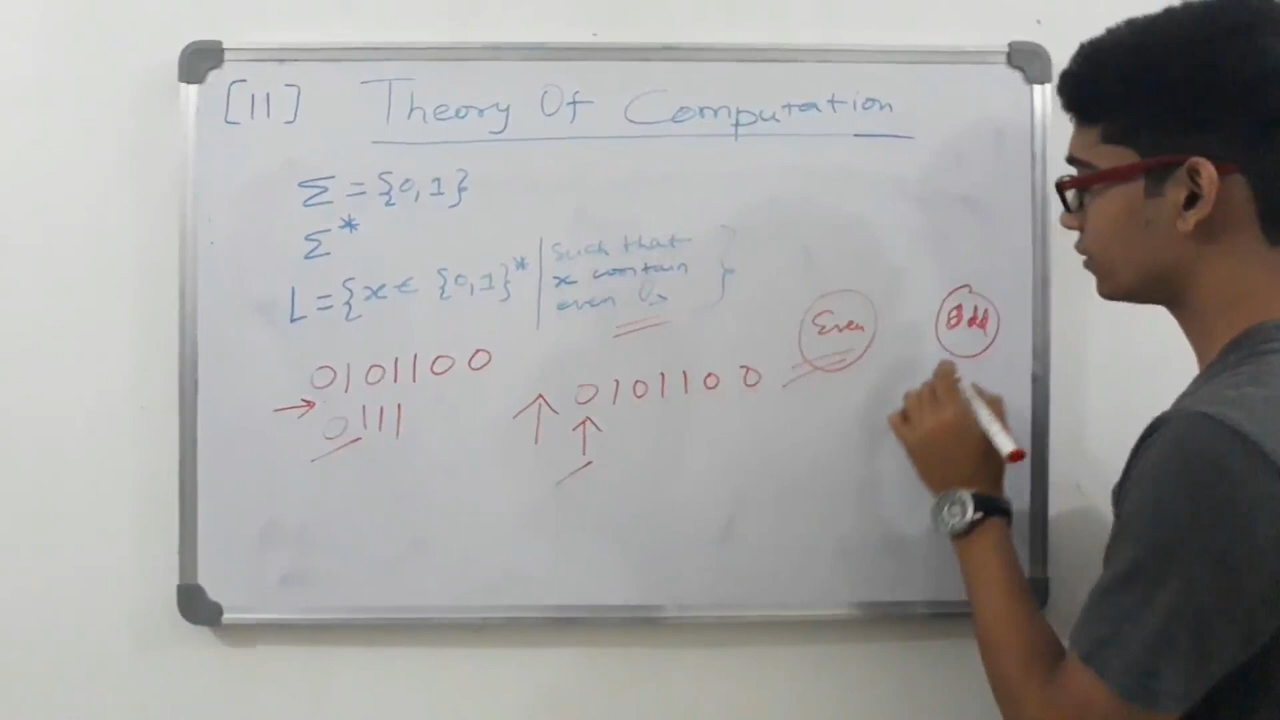 [11] Theory Of Computation
Σ = {0,1}
Σ*
L = {x ∈ {0,1}* | Such that
x contain
even 0s }
Even
Odd
0101100
0111
0101100